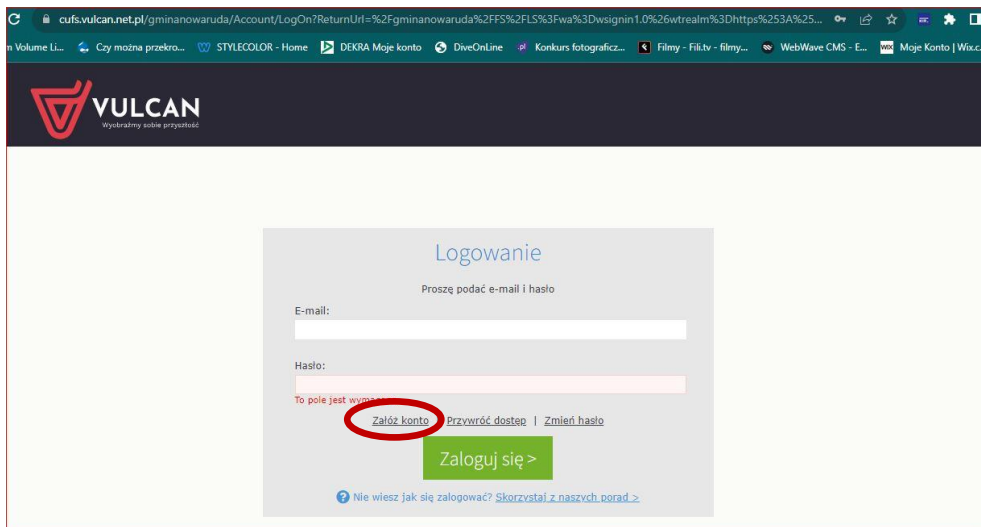 cufs.vulcan.net.pl/gminanowaruda/Account/LogOn?ReturnUrl=%2Fgminanowaruda%2FFS%2FLS%3Fwa%3Dwsignin1.0%26wtrealm%3Dhttps%253A%25...
m Volume Li... Czy można przekro... STYLECOLOR - Home DEKRA Moje konto DiveOnLine Konkurs fotograficz... Filmy - Fili.tv - filmy... WebWave CMS - E... Moje Konto | Wix.c
VULCAN
Wyobraźmy sobie przyszłość
Logowanie
Proszę podać e-mail i hasło
E-mail:
Hasło:
To pole jest
Załóż konto Przywróć dostęp | Zmień hasło
Zaloguj się >
Nie wiesz jak się zalogować? Skorzystaj z naszych porad >